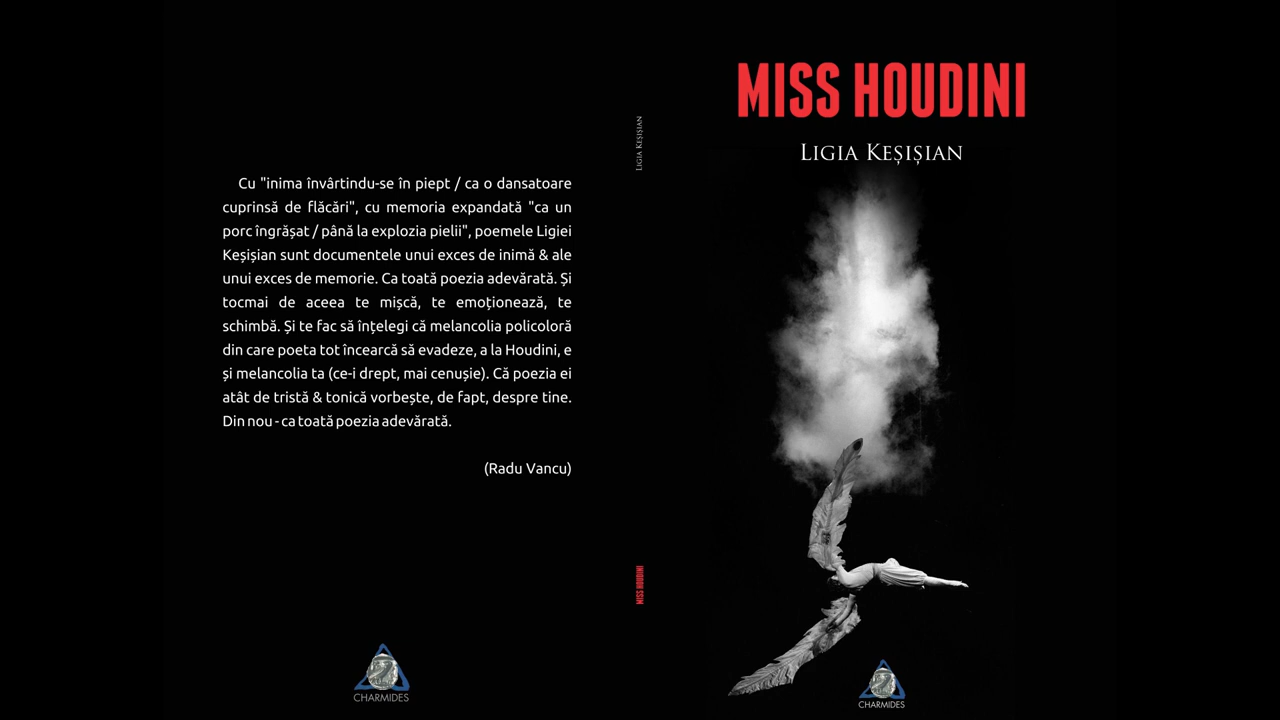 Cu "inima învârtindu-se în piept / ca o dansatoare
cuprinsă de flăcări", cu memoria expandată "ca un
porc îngrășat / până la explozia pielii", poemele Ligiei
Keșișian sunt documentele unui exces de inimă & ale
unui exces de memorie. Ca toată poezia adevărată. Și
tocmai de aceea te mișcă, te emoționează, te
schimbă. Și te fac să înțelegi că melancolia policoloră
din care poeta tot încearcă să evadeze, a la Houdini, e
și melancolia ta (ce-i drept, mai cenușie). Că poezia ei
atât de tristă & tonică vorbește, de fapt, despre tine.
Din nou - ca toată poezia adevărată.
(Radu Vancu)
CHARMIDES
Ligia Keșișian
MISS HOUDINI
MISS HOUDINI
Ligia Keșișian
CHARMIDES